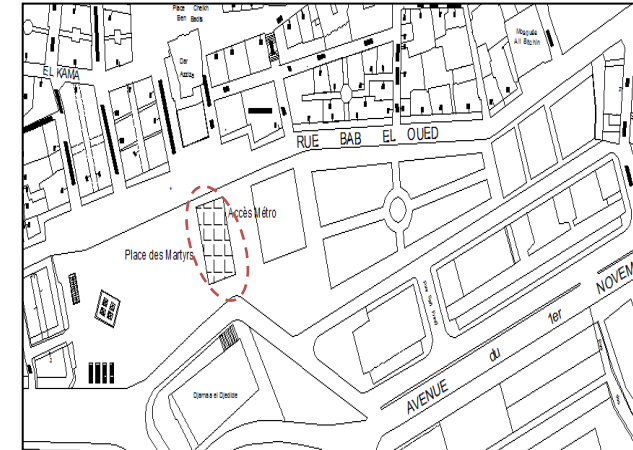 Place Cheikh
Ben Badis
Dar
Aziza
Mosquée
Ali Bitchin
EL KAMA
RUE BAB EL OUED
Accès Métro
Place des Martyrs
NOVEM
AVENUE du 1er
Djamaa el Djedide